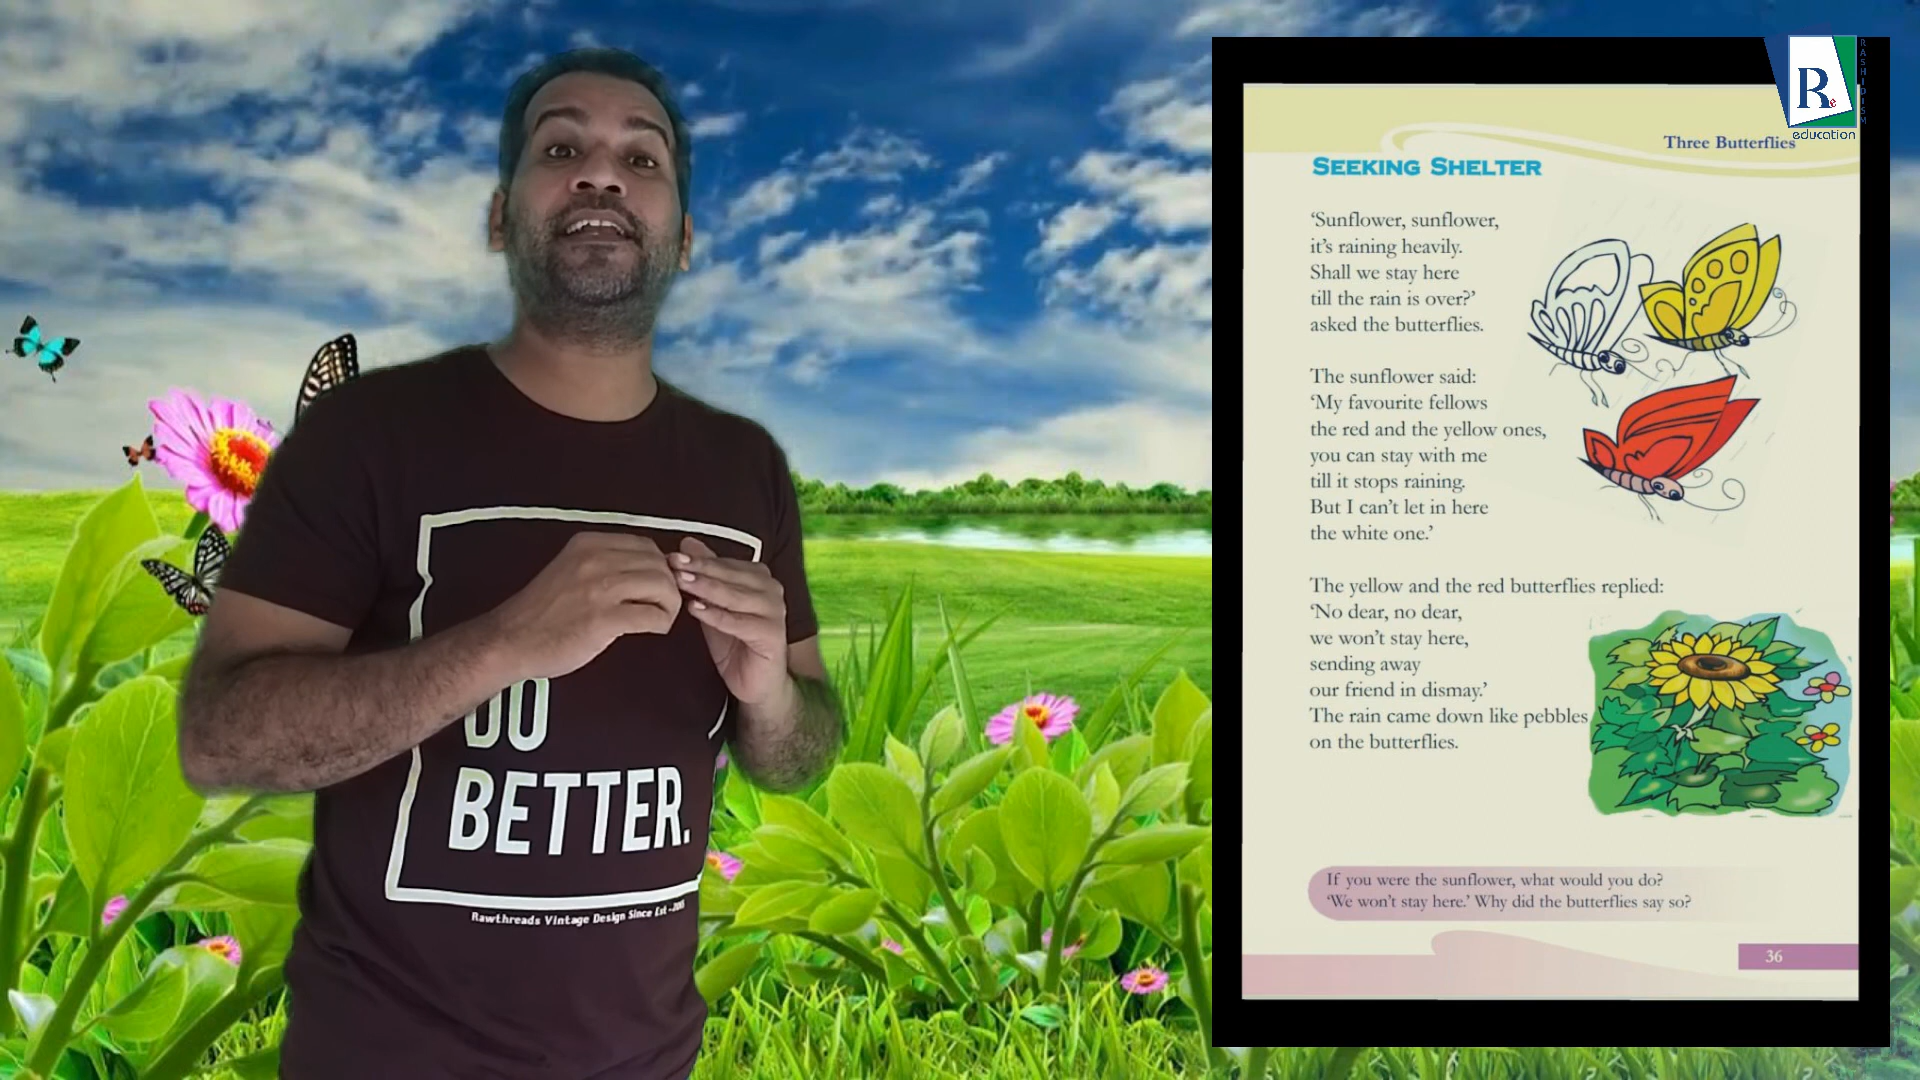 DO
BETTER.
Rawthreads Vintage Design Since Est - 2005
R
e
education
RASHIDISM
Three Butterflies
SEEKING SHELTER
‘Sunflower, sunflower,
it’s raining heavily.
Shall we stay here
till the rain is over?’
asked the butterflies.
The sunflower said:
‘My favourite fellows
the red and the yellow ones,
you can stay with me
till it stops raining.
But I can’t let in here
the white one.’
The yellow and the red butterflies replied:
‘No dear, no dear,
we won’t stay here,
sending away
our friend in dismay.’
The rain came down like pebbles
on the butterflies.
If you were the sunflower, what would you do?
‘We won’t stay here.’ Why did the butterflies say so?
36